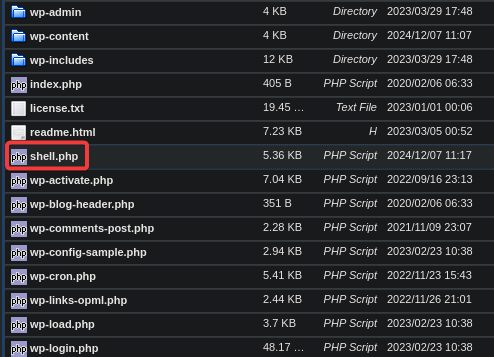 wp-admin 4 KB Directory 2023/03/29 17:48
wp-content 4 KB Directory 2024/12/07 11:07
wp-includes 12 KB Directory 2023/03/29 17:48
php index.php 405 B PHP Script 2020/02/06 06:33
license.txt 19.45 ... Text File 2023/01/01 00:06
readme.html 7.23 KB H 2023/03/05 00:52
php shell.php 5.36 KB PHP Script 2024/12/07 11:17
php wp-activate.php 7.04 KB PHP Script 2022/09/16 23:13
php wp-blog-header.php 351 B PHP Script 2020/02/06 06:33
php wp-comments-post.php 2.28 KB PHP Script 2021/11/09 23:07
php wp-config-sample.php 2.94 KB PHP Script 2023/02/23 10:38
php wp-cron.php 5.41 KB PHP Script 2022/11/23 15:43
php wp-links-opml.php 2.44 KB PHP Script 2022/11/26 21:01
php wp-load.php 3.7 KB PHP Script 2023/02/23 10:38
php wp-login.php 48.17 ... PHP Script 2023/02/23 10:38